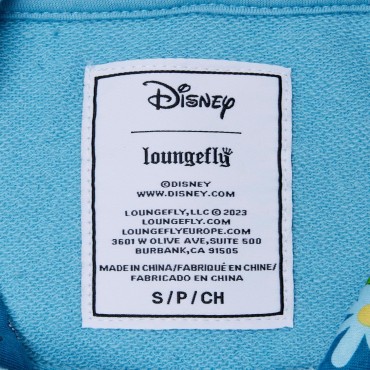 Disney
loungefly
©DISNEY
WWW.DISNEY.COM
LOUNGEFLY,LLC © 2023
LOUNGEFLY.COM
LOUNGEFLYEUROPE.COM
3601 W OLIVE AVE,SUITE 500
BURBANK,CA 91505
MADE IN CHINA/FABRIQUÉ EN CHINE/
FABRICADO EN CHINA
S/P/CH